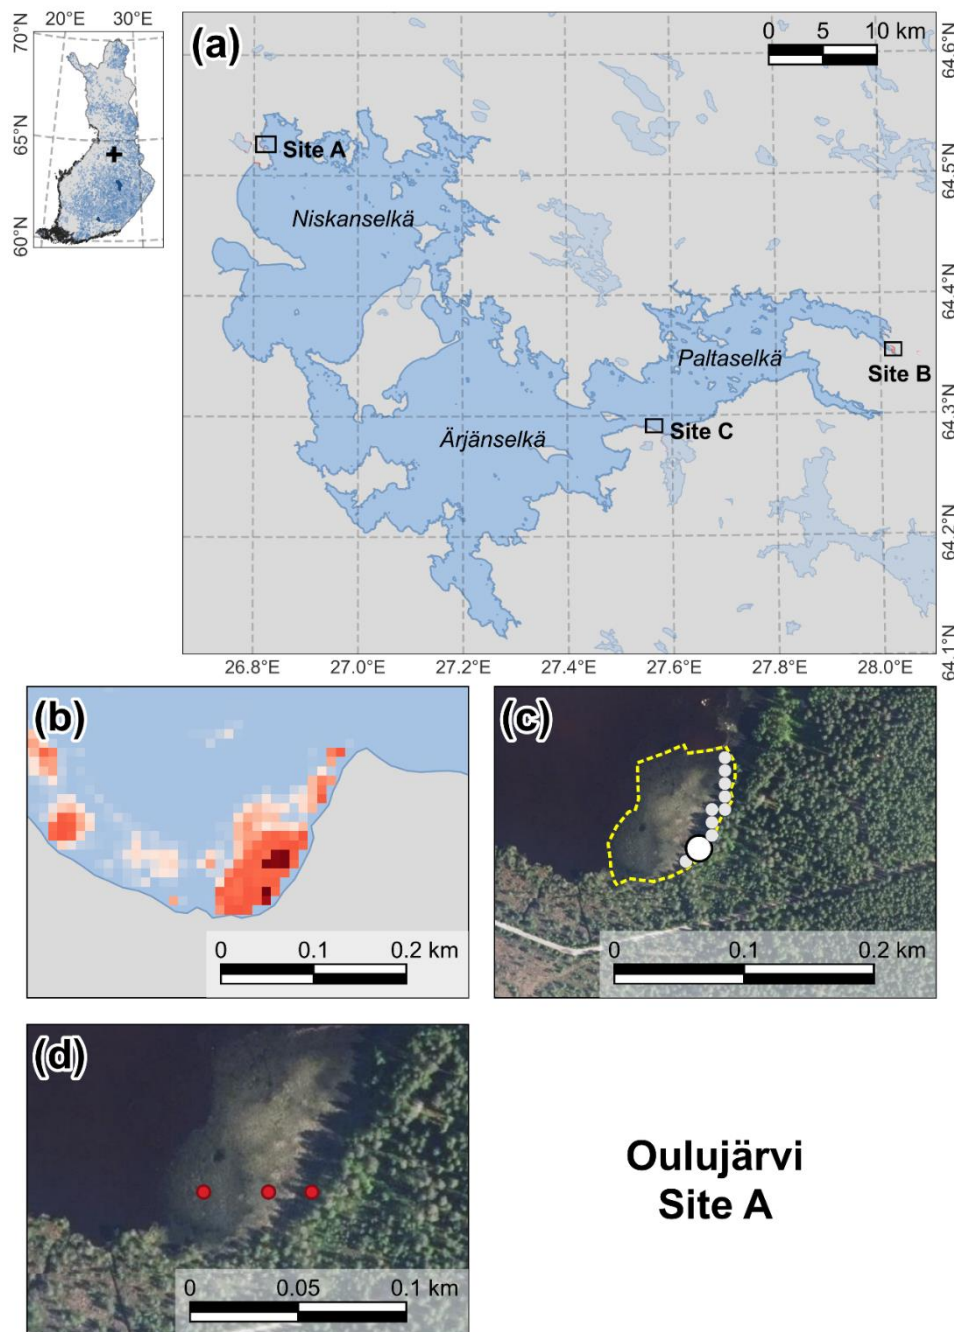 20°E 30°E
70°N
65°N
60°N
(a)
0 5 10 km
Site A
Niskanselkä
Paltaselkä
Site B
Ärjänselkä
Site C
64.6°N
64.5°N
64.4°N
64.3°N
64.2°N
64.1°N
26.8°E 27.0°E 27.2°E 27.4°E 27.6°E 27.8°E 28.0°E
(b)
0 0.1 0.2 km
(c)
0 0.1 0.2 km
(d)
0 0.05 0.1 km
Oulujärvi
Site A